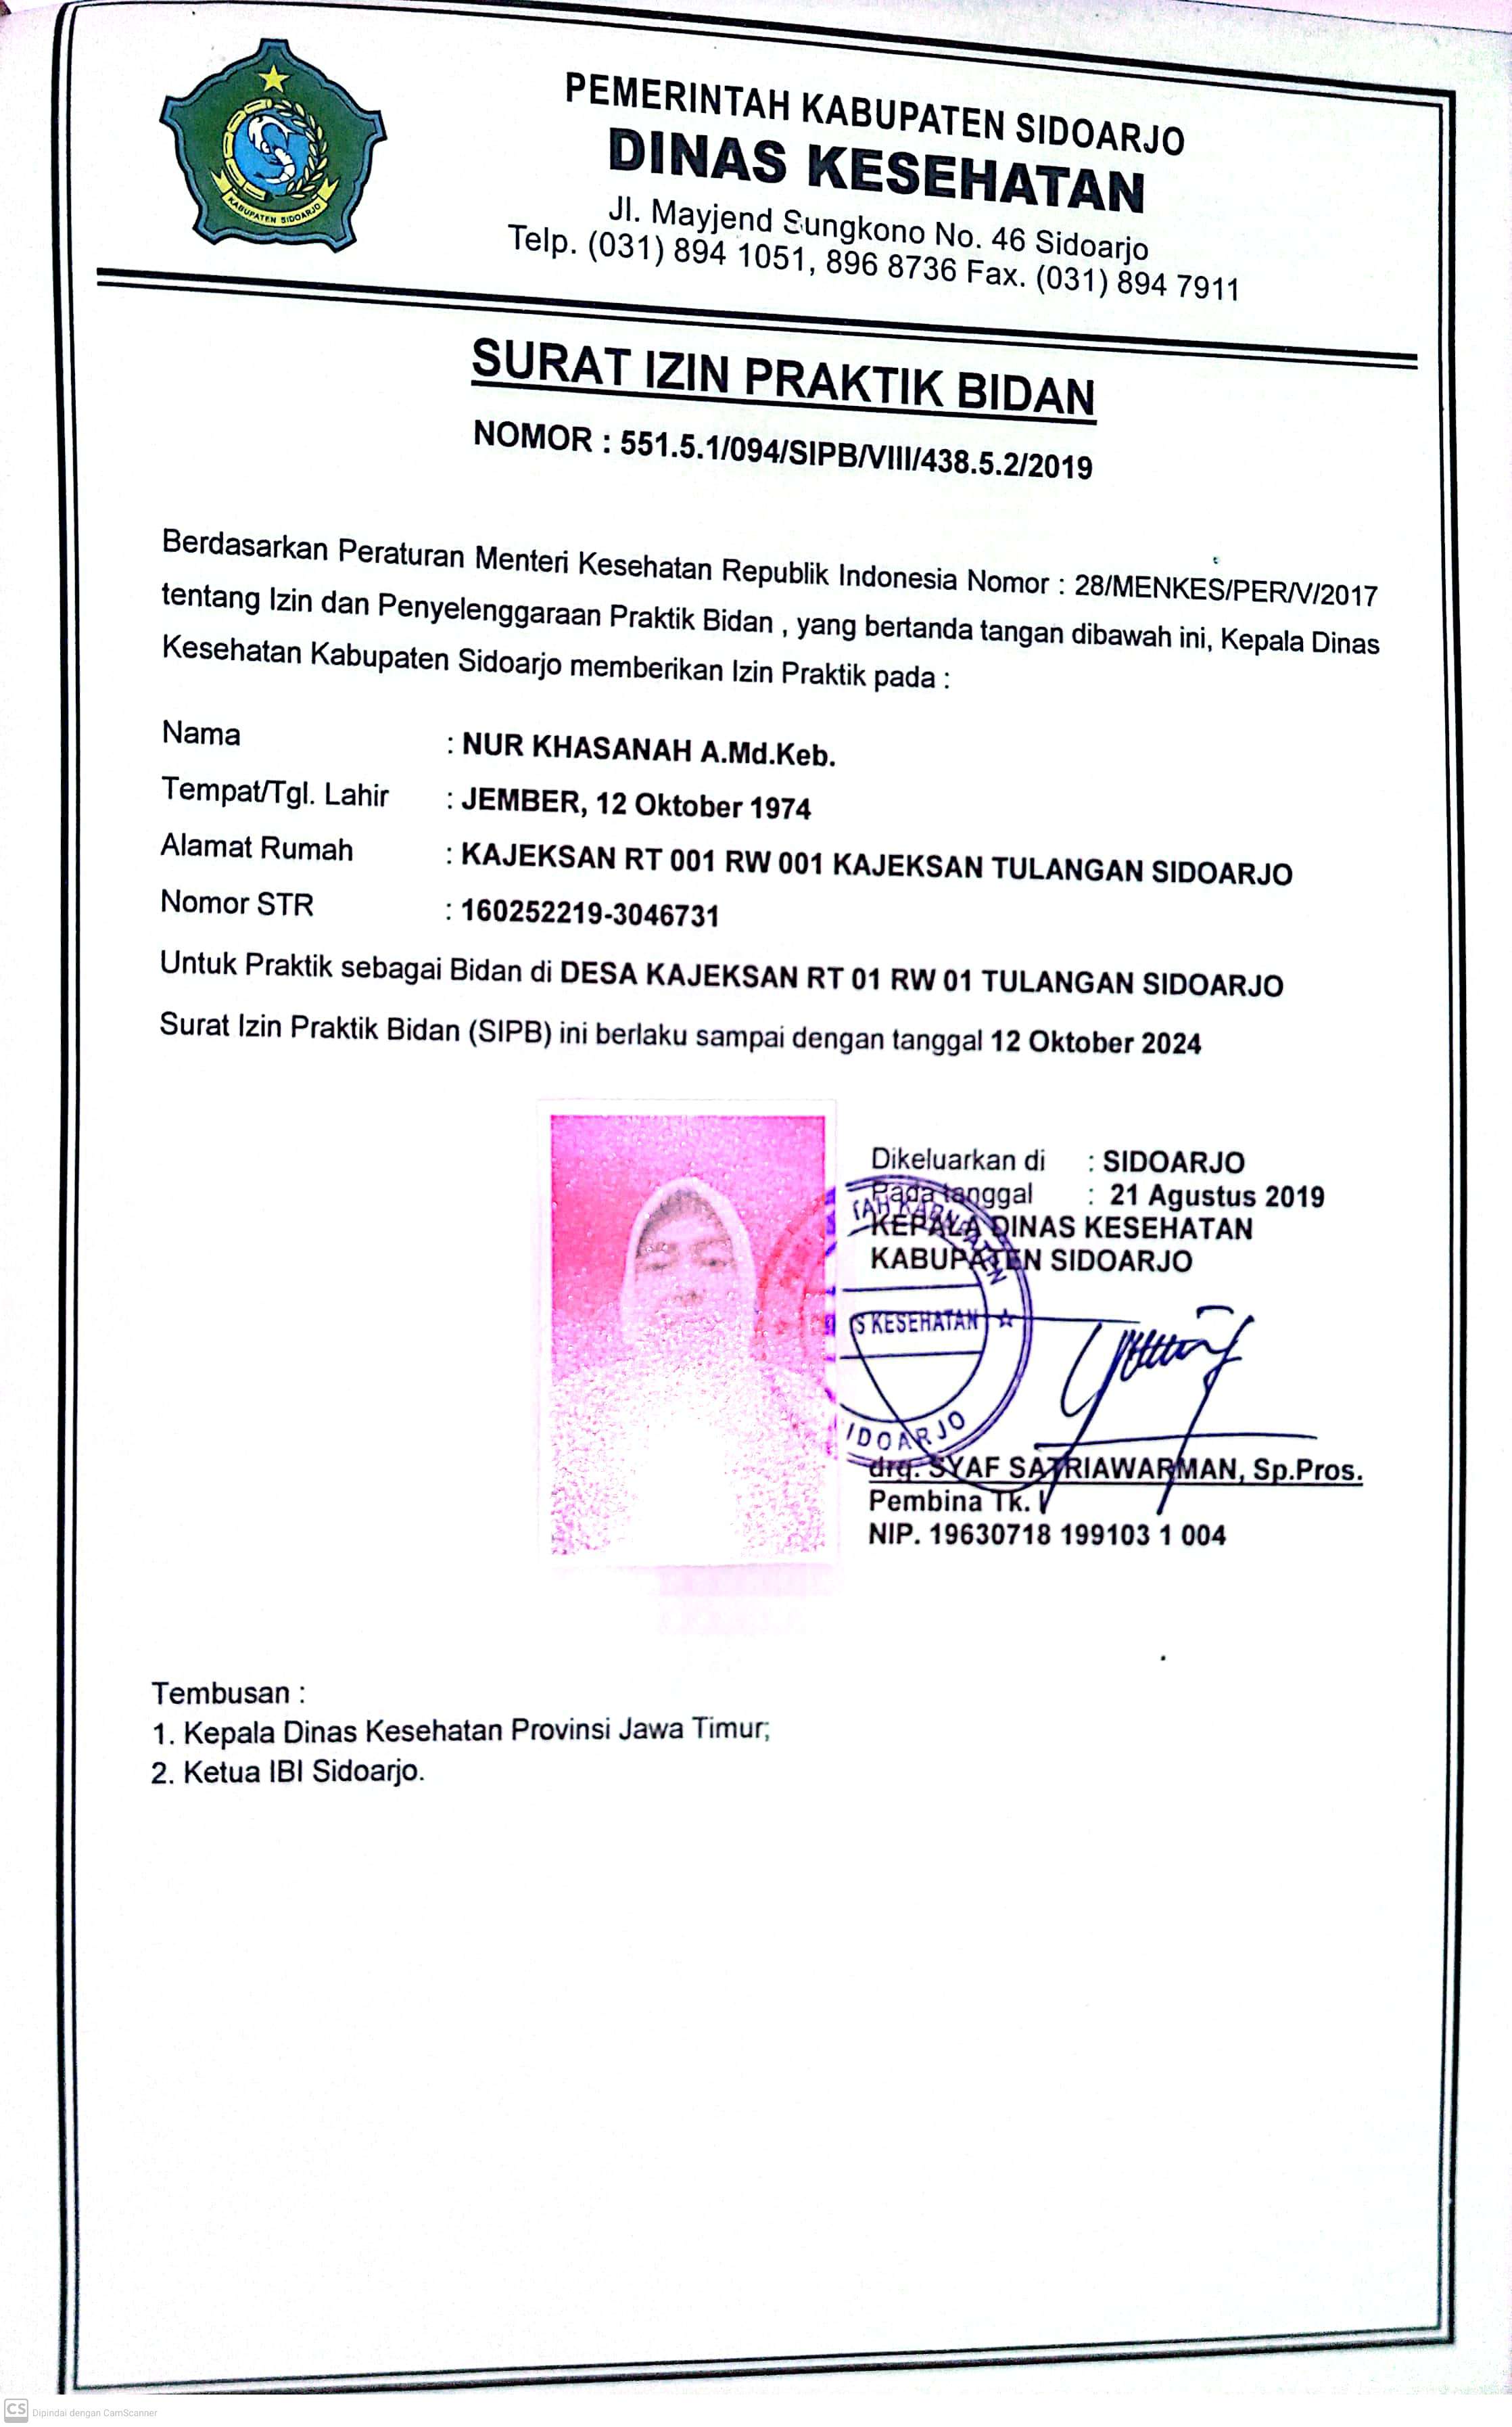 KABUPATEN SIDOARJO
PEMERINTAH KABUPATEN SIDOARJO
DINAS KESEHATAN
Jl. Mayjend Sungkono No. 46 Sidoarjo
Telp. (031) 894 1051, 896 8736 Fax. (031) 894 7911
SURAT IZIN PRAKTIK BIDAN
NOMOR : 551.5.1/094/SIPB/VIII/438.5.2/2019
Berdasarkan Peraturan Menteri Kesehatan Republik Indonesia Nomor : 28/MENKES/PER/V/2017
tentang Izin dan Penyelenggaraan Praktik Bidan , yang bertanda tangan dibawah ini, Kepala Dinas
Kesehatan Kabupaten Sidoarjo memberikan Izin Praktik pada :
Nama : NUR KHASANAH A.Md.Keb.
Tempat/Tgl. Lahir : JEMBER, 12 Oktober 1974
Alamat Rumah : KAJEKSAN RT 001 RW 001 KAJEKSAN TULANGAN SIDOARJO
Nomor STR : 160252219-3046731
Untuk Praktik sebagai Bidan di DESA KAJEKSAN RT 01 RW 01 TULANGAN SIDOARJO
Surat Izin Praktik Bidan (SIPB) ini berlaku sampai dengan tanggal 12 Oktober 2024
Dikeluarkan di : SIDOARJO
Pada tanggal : 21 Agustus 2019
KEPALA DINAS KESEHATAN
KABUPATEN SIDOARJO
S KESEHATAN
IDOARJO
drg. SYAF SATRIAWARMAN, Sp.Pros.
Pembina Tk. I
NIP. 19630718 199103 1 004
Tembusan :
1. Kepala Dinas Kesehatan Provinsi Jawa Timur;
2. Ketua IBI Sidoarjo.
CS Dipindai dengan CamScanner